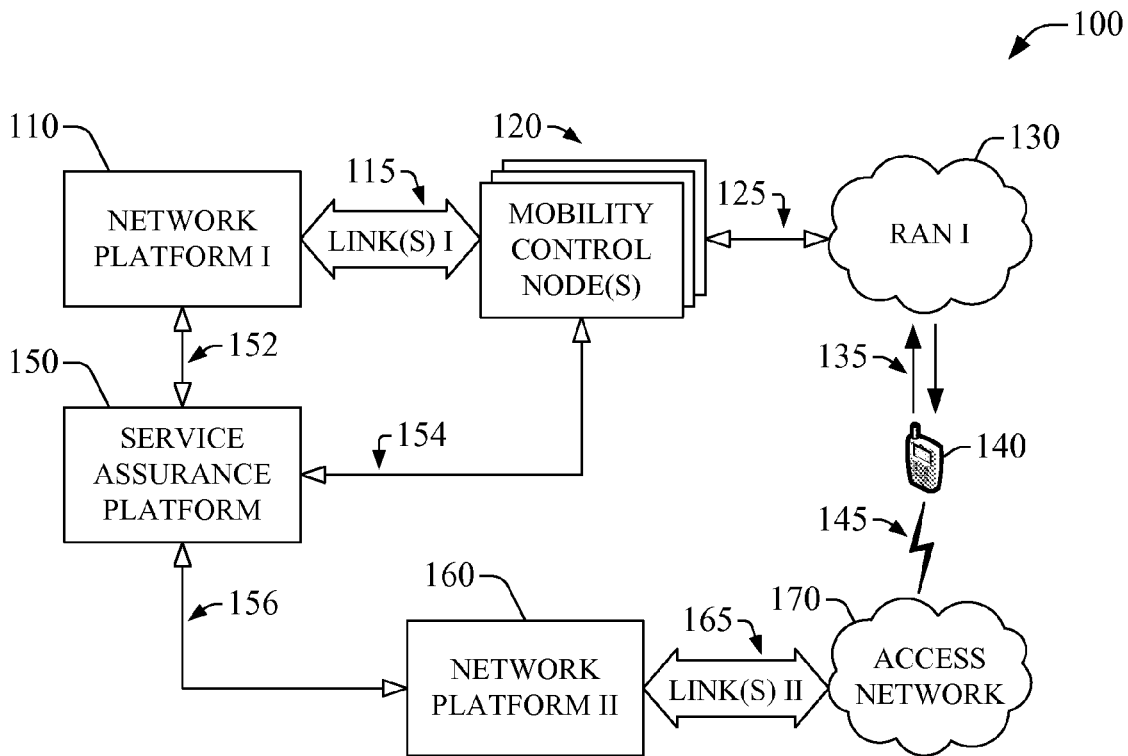 100
110
120
130
115
125
NETWORK
PLATFORM I
LINK(S) I
MOBILITY
CONTROL
NODE(S)
RAN I
150
152
135
SERVICE
ASSURANCE
PLATFORM
154
140
145
156
160
165
170
NETWORK
PLATFORM II
LINK(S) II
ACCESS
NETWORK